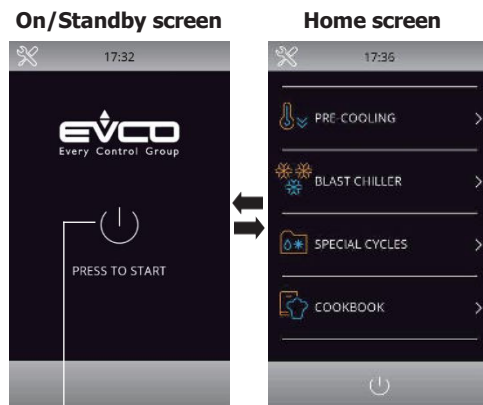 On/Standby screen
17:32
EVCO
Every Control Group
PRESS TO START
Home screen
17:36
PRE-COOLING
BLAST CHILLER
SPECIAL CYCLES
COOKBOOK